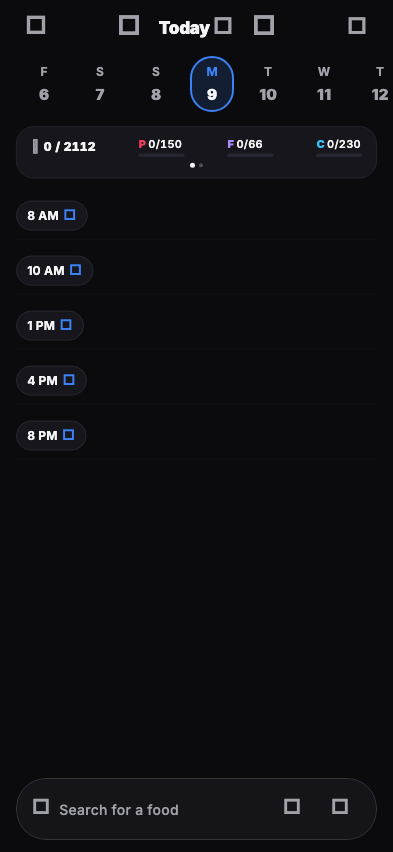 Today
F S S M T W T
6 7 8 9 10 11 12
0 / 2112 P 0/150 F 0/66 C 0/230
8 AM
10 AM
1 PM
4 PM
8 PM
Search for a food